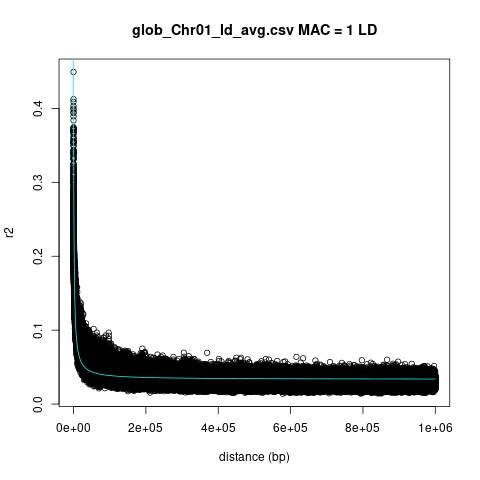 glob_Chr01_ld_avg.csv MAC = 1 LD
r2
0.4
0.3
0.2
0.1
0.0
0e+00 2e+05 4e+05 6e+05 8e+05 1e+06
distance (bp)